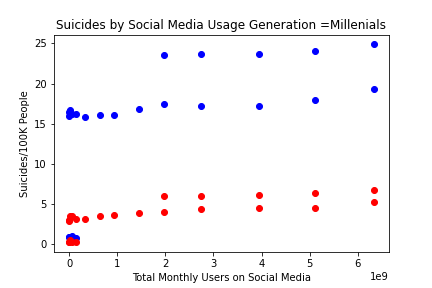 Suicides by Social Media Usage Generation =Millenials
25
20
15
10
5
0
Suicides/100K People
0 1 2 3 4 5 6
1e9
Total Monthly Users on Social Media